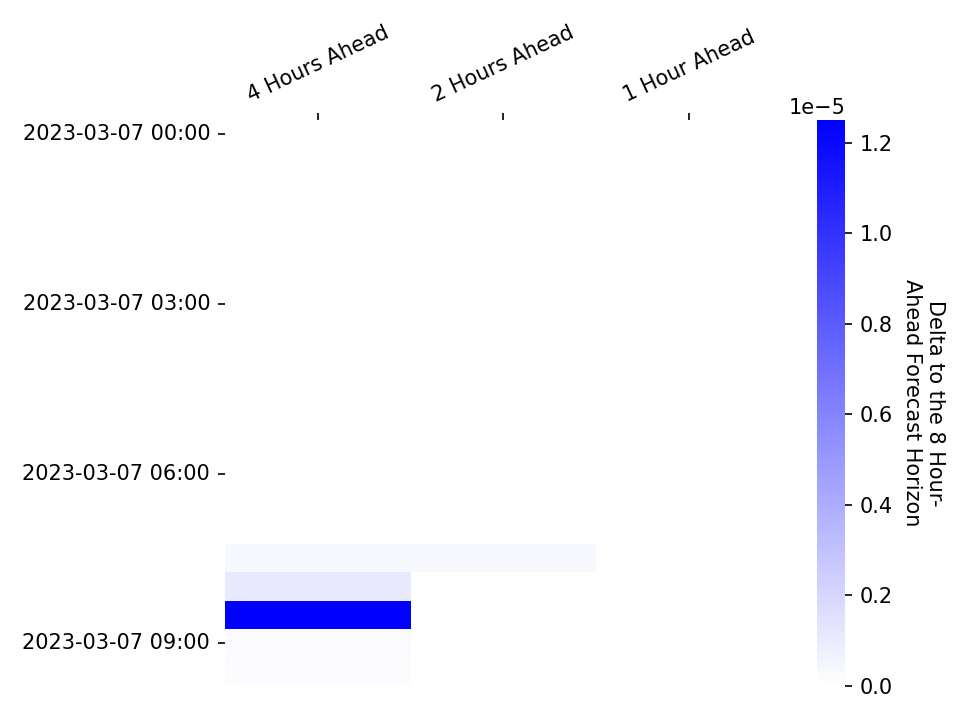 4 Hours Ahead
2 Hours Ahead
1 Hour Ahead
2023-03-07 00:00
2023-03-07 03:00
2023-03-07 06:00
2023-03-07 09:00
1e−5
1.2
1.0
0.8
0.6
0.4
0.2
0.0
Delta to the 8 Hour-
Ahead Forecast Horizon